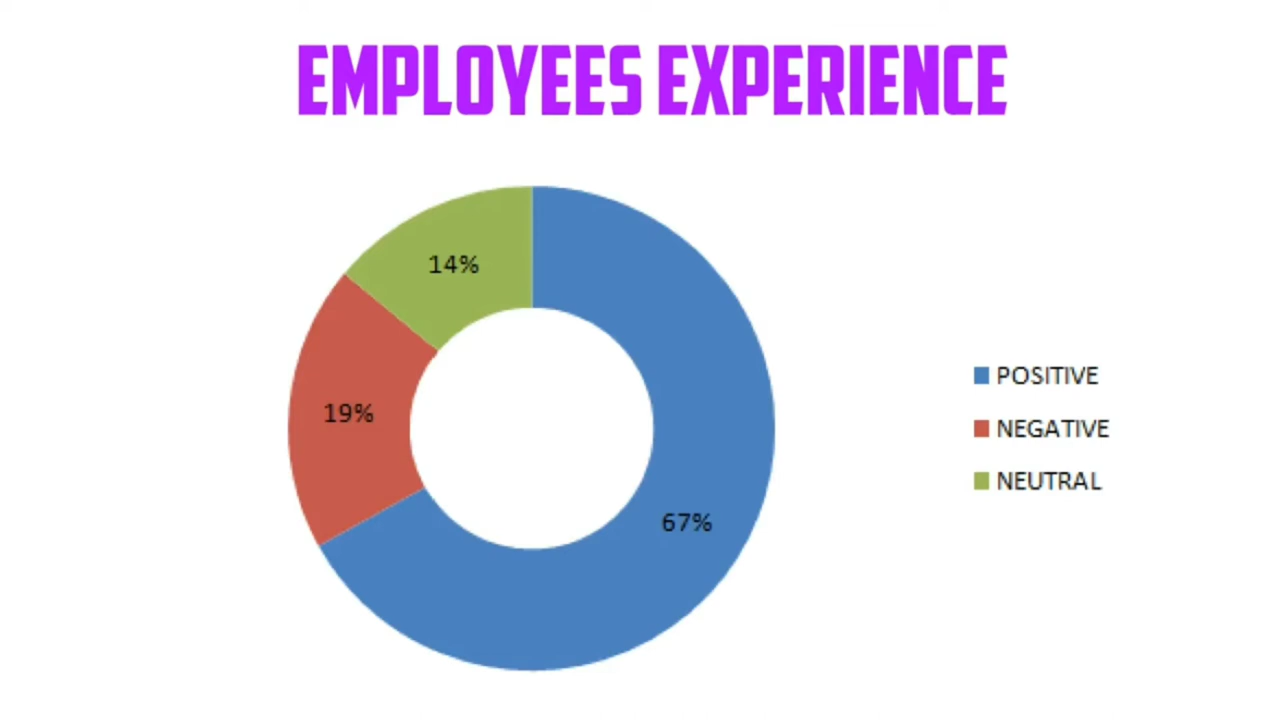 EMPLOYEES EXPERIENCE
14%
19%
67%
POSITIVE
NEGATIVE
NEUTRAL